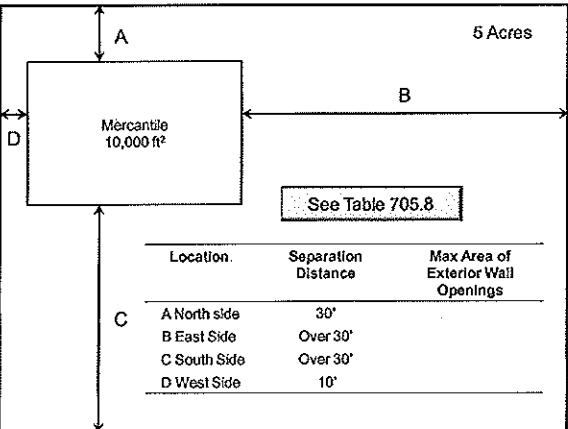 5 Acres
A
B
D
Mercantile
10,000 ft²
See Table 705.8
C
Location.
Separation Distance
Max Area of Exterior Wall Openings
A North side 30'
B East Side Over 30'
C South Side Over 30'
D West Side 10'